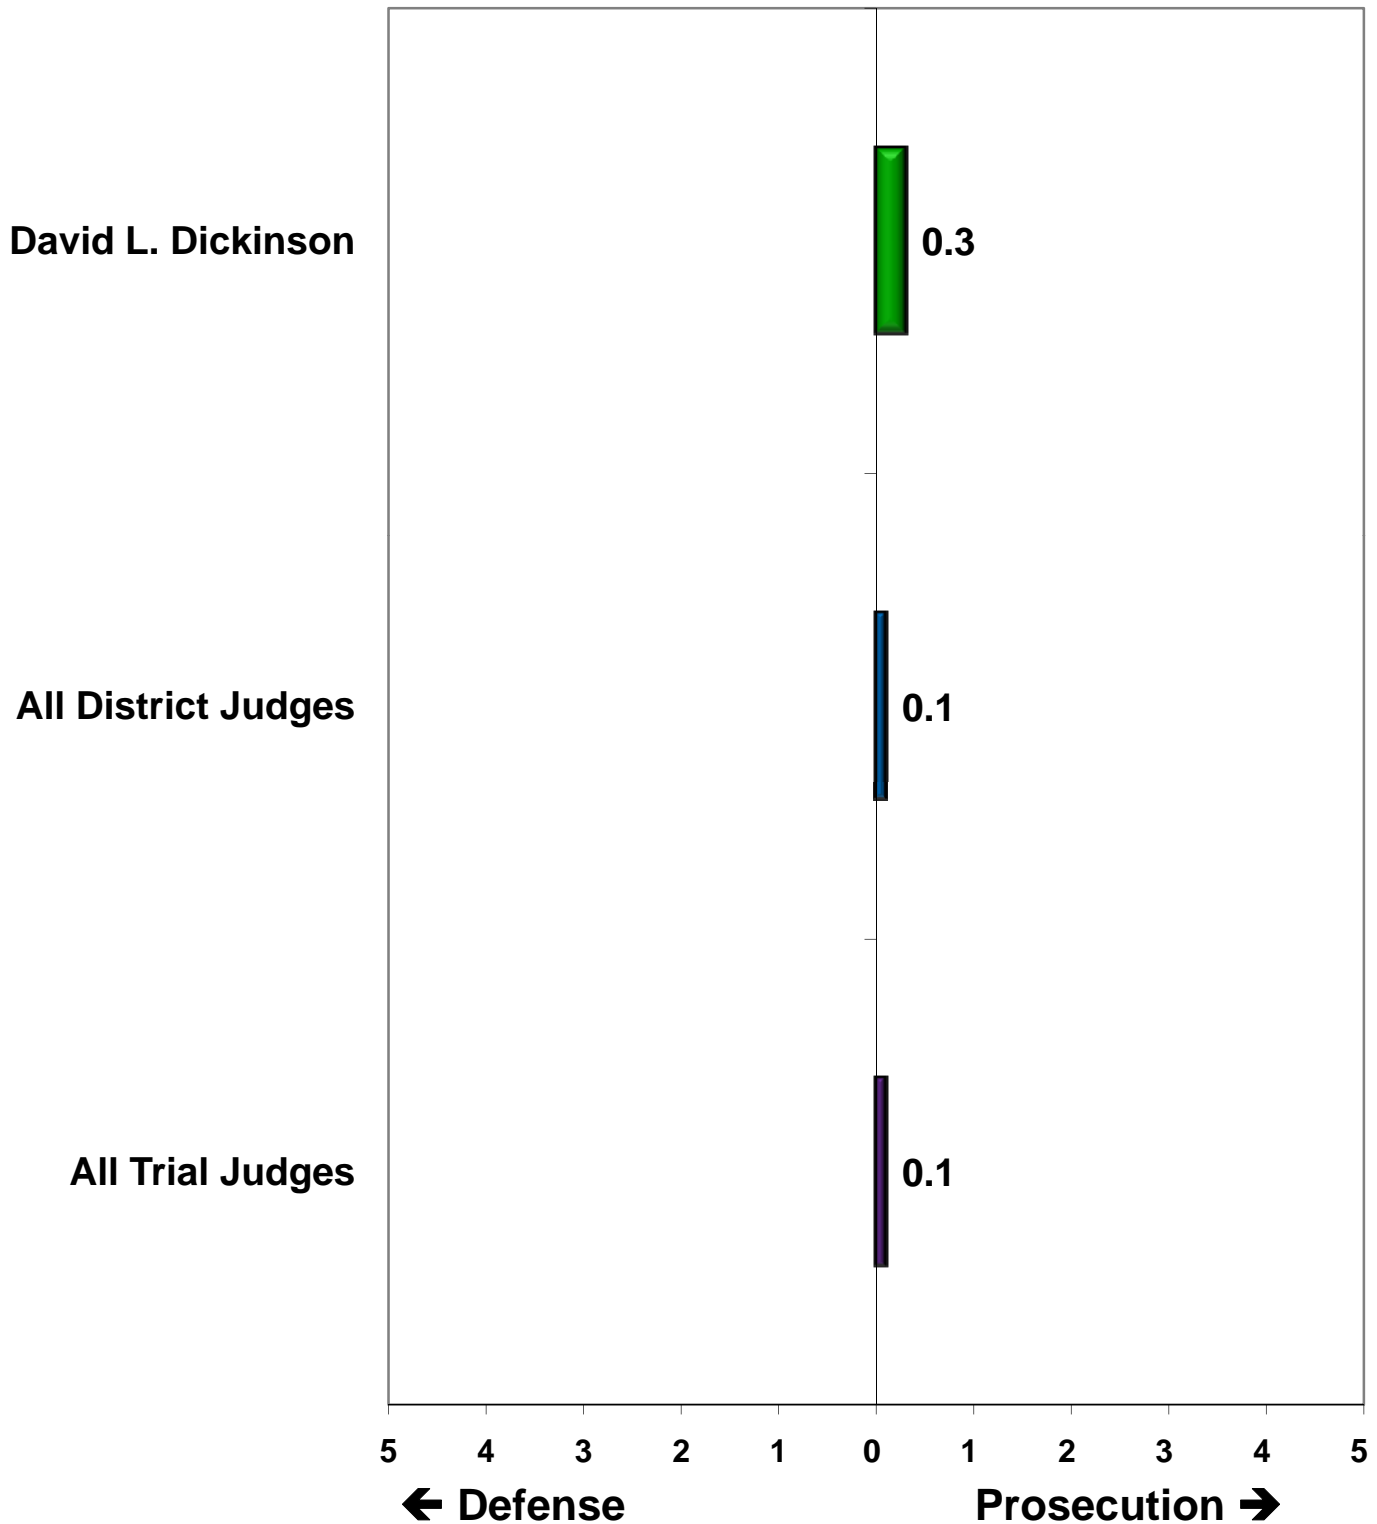 David L. Dickinson
0.3
All District Judges
0.1
All Trial Judges
0.1
5 4 3 2 1 0 1 2 3 4 5
← Defense Prosecution →